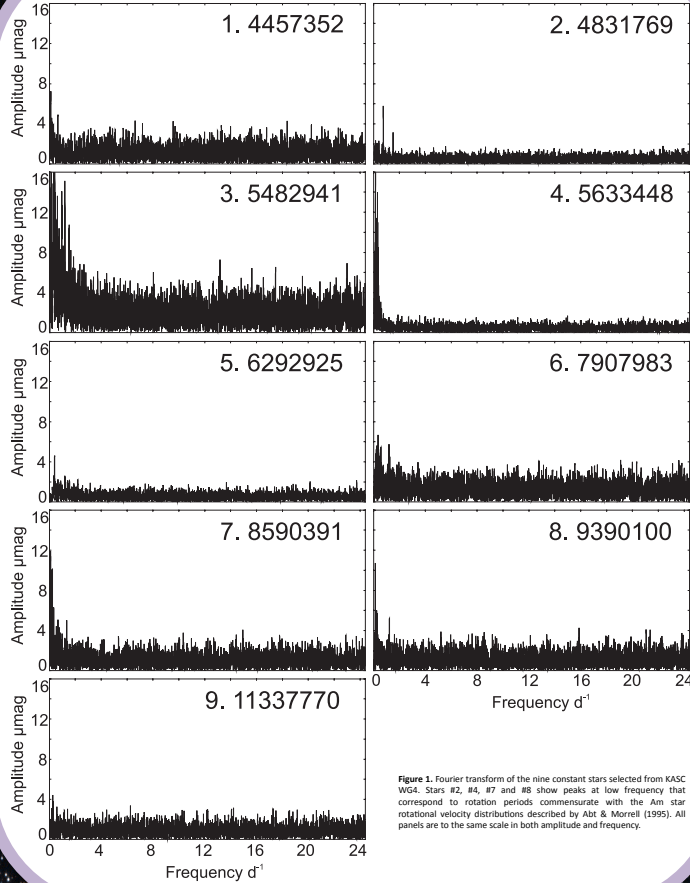 16
12
8
4
0
Amplitude µmag
1. 4457352
2. 4831769
16
12
8
4
0
Amplitude µmag
3. 5482941
4. 5633448
16
12
8
4
0
Amplitude µmag
5. 6292925
6. 7907983
16
12
8
4
0
Amplitude µmag
7. 8590391
8. 9390100
0 4 8 12 16 20 24
Frequency d⁻¹
16
12
8
4
0
Amplitude µmag
9. 11337770
0 4 8 12 16 20 24
Frequency d⁻¹
Figure 1. Fourier transform of the nine constant stars selected from KASC
WG4. Stars #2, #4, #7 and #8 show peaks at low frequency that
correspond to rotation periods commensurate with the Am star
rotational velocity distributions described by Abt & Morrell (1995). All
panels are to the same scale in both amplitude and frequency.